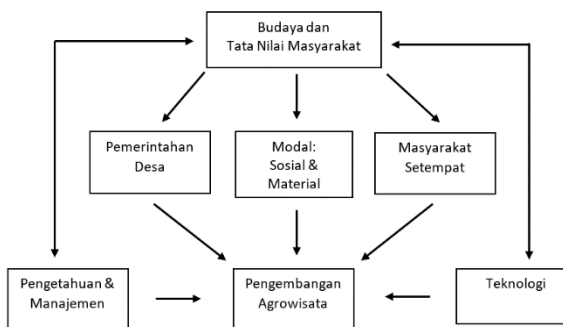 Budaya dan
Tata Nilai Masyarakat
Pemerintahan
Desa
Modal:
Sosial &
Material
Masyarakat
Setempat
Pengetahuan &
Manajemen
Pengembangan
Agrowisata
Teknologi